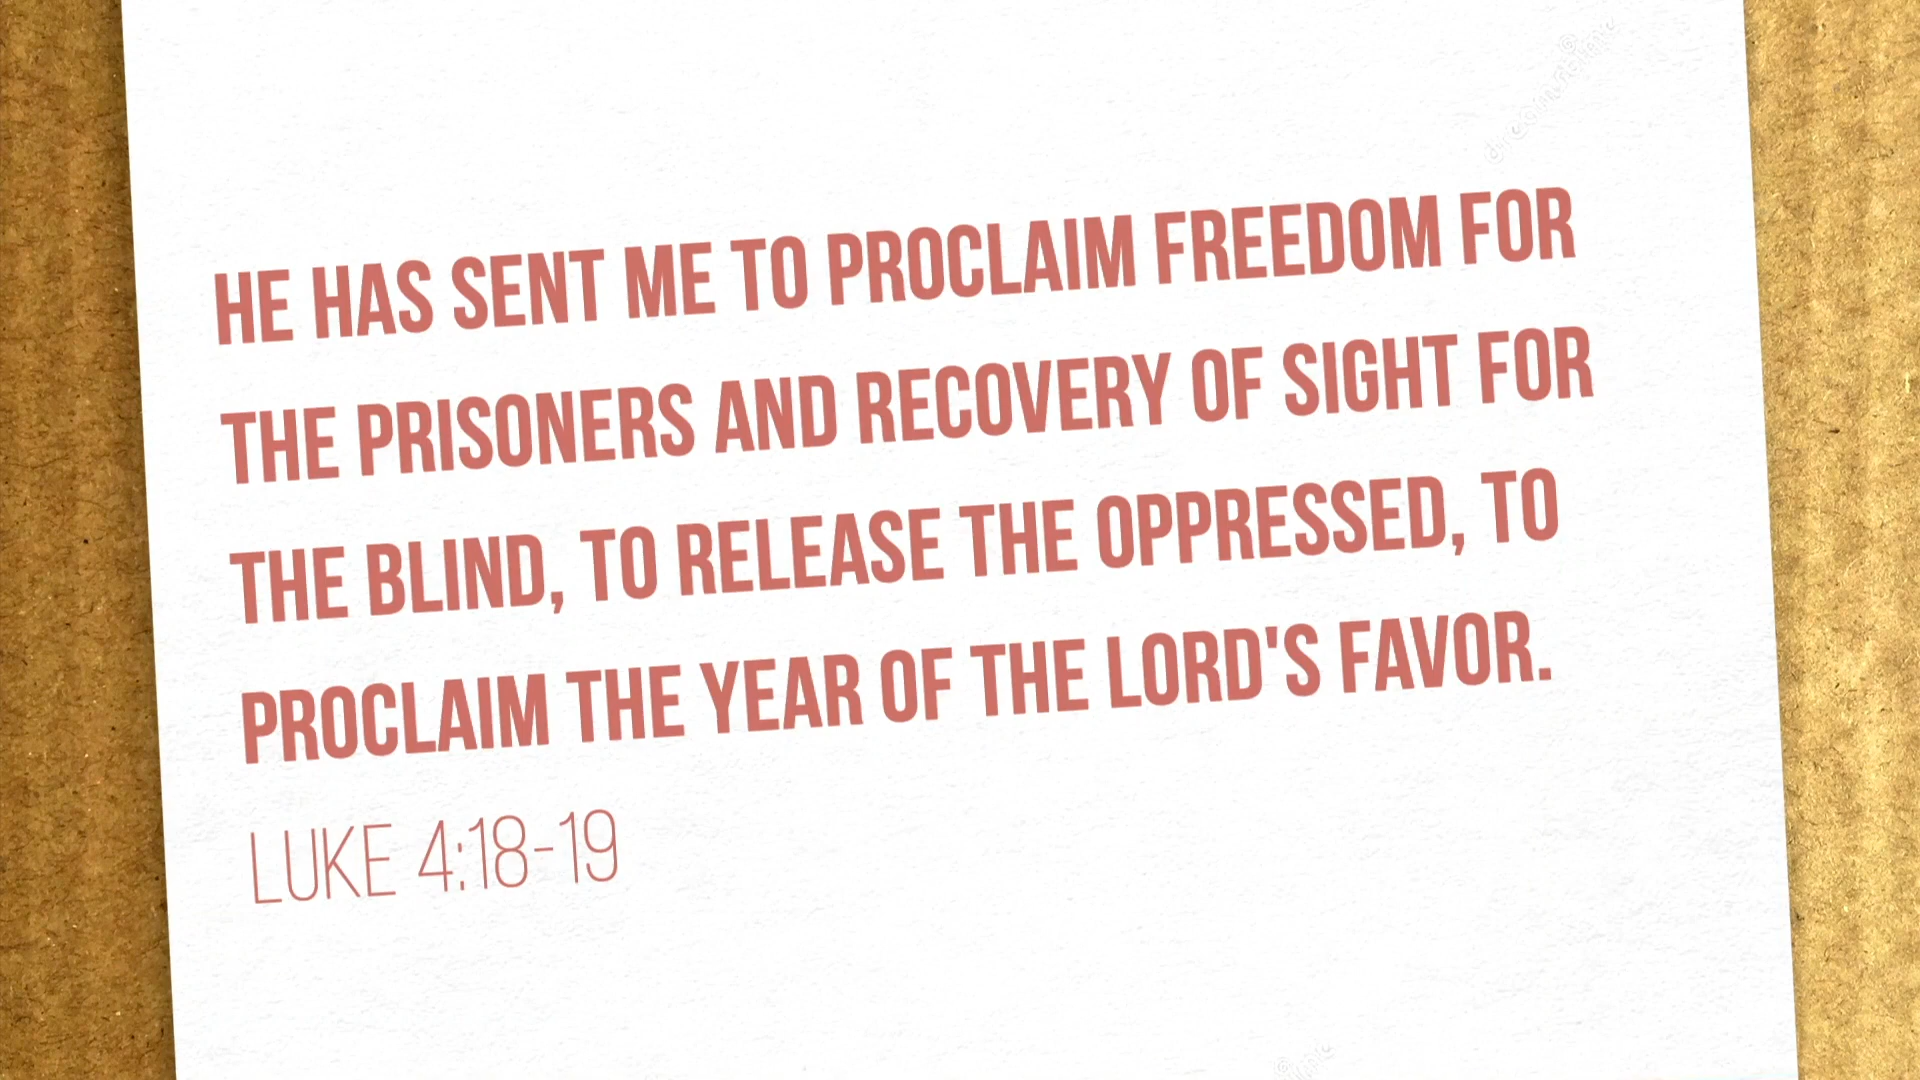 HE HAS SENT ME TO PROCLAIM FREEDOM FOR
THE PRISONERS AND RECOVERY OF SIGHT FOR
THE BLIND, TO RELEASE THE OPPRESSED, TO
PROCLAIM THE YEAR OF THE LORD'S FAVOR.
LUKE 4:18-19